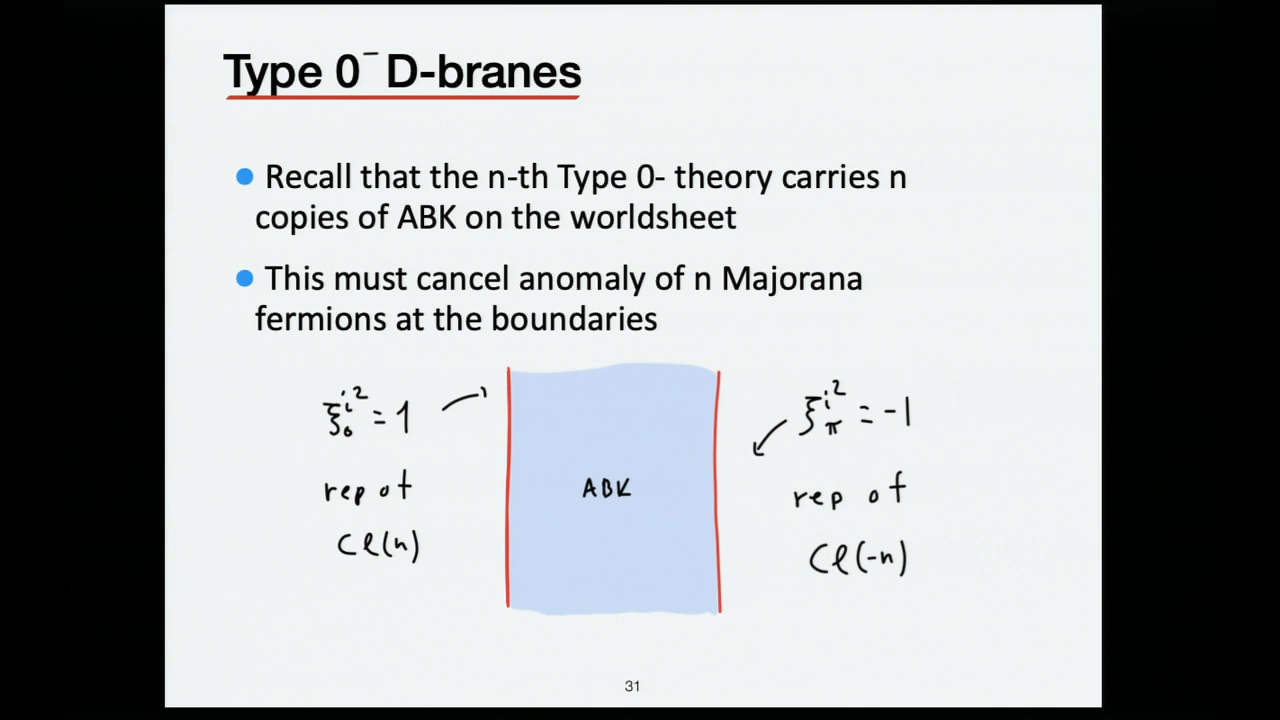 Type 0⁻ D-branes
Recall that the n-th Type 0- theory carries n
copies of ABK on the worldsheet
This must cancel anomaly of n Majorana
fermions at the boundaries
ξ₀ⁱ² = 1
rep of
Cℓ(n)
ABK
ξ_πⁱ² = -1
rep of
Cℓ(-n)
31